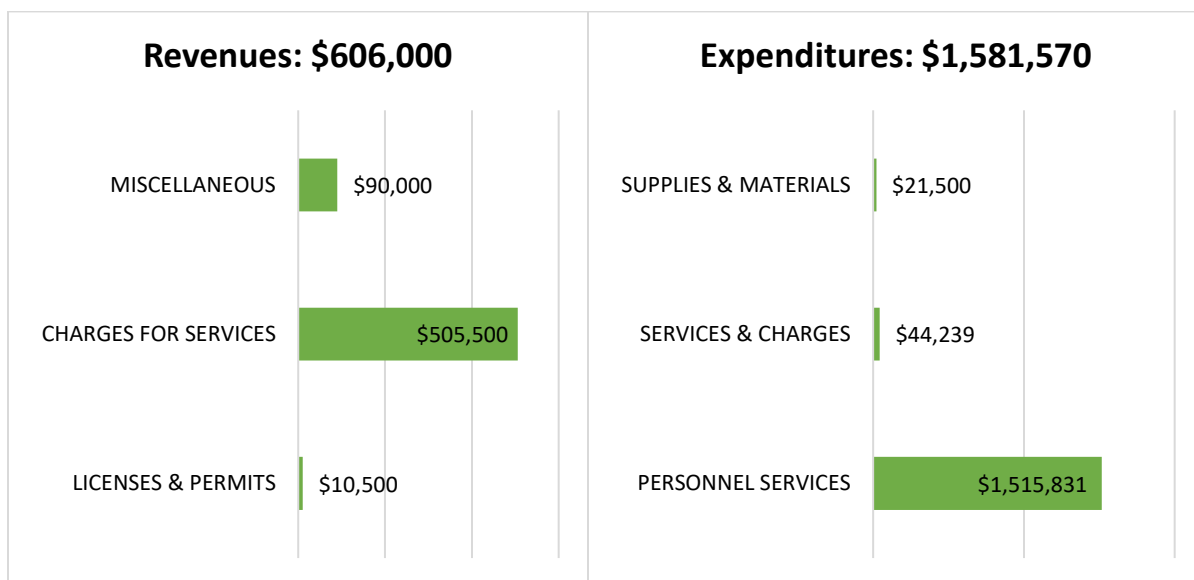 Revenues: $606,000
MISCELLANEOUS $90,000
CHARGES FOR SERVICES $505,500
LICENSES & PERMITS $10,500
Expenditures: $1,581,570
SUPPLIES & MATERIALS $21,500
SERVICES & CHARGES $44,239
PERSONNEL SERVICES $1,515,831